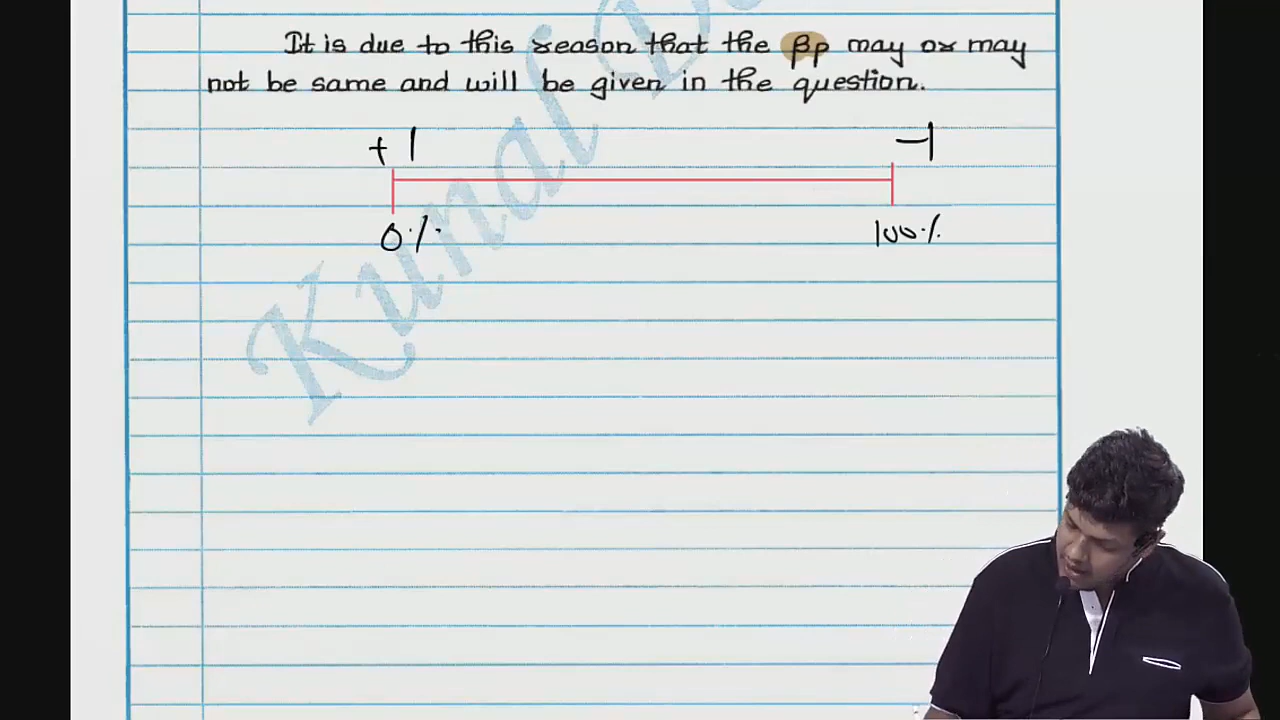 It is due to this reason that the βp may or may
not be same and will be given in the question.
+1 -1
0% 100%
Kunal D